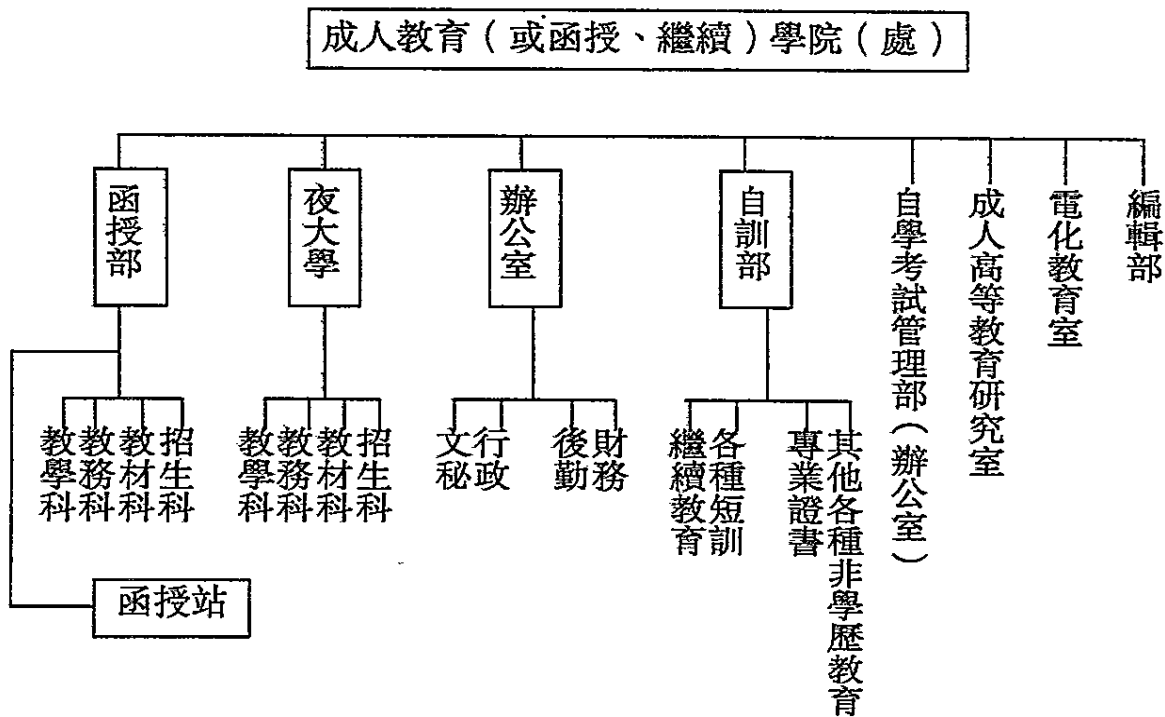 成人教育（或函授、繼續）學院（處）
函授部
夜大學
辦公室
自訓部
自學考試管理部（辦公室）
成人高等教育研究室
電化教育室
編輯部
教學科
教務科
教材科
招生科
教學科
教務科
教材科
招生科
文秘
行政
後勤
財務
繼續教育
各種短訓
專業證書
其他各種非學歷教育
函授站